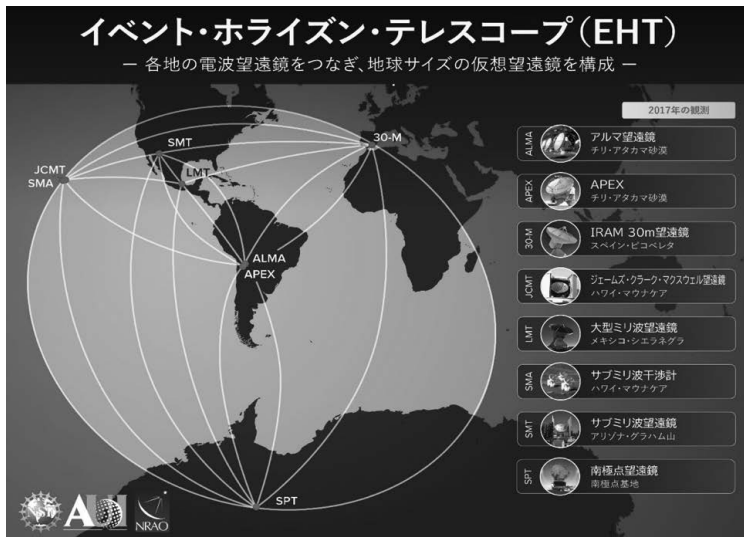 イベント・ホライズン・テレスコープ(EHT)
― 各地の電波望遠鏡をつなぎ、地球サイズの仮想望遠鏡を構成 ―
2017年の観測
SMT
30-M
JCMT
SMA
LMT
ALMA
APEX
SPT
ALMA
アルマ望遠鏡
チリ・アタカマ砂漠
APEX
APEX
チリ・アタカマ砂漠
30-M
IRAM 30m望遠鏡
スペイン・ピコベレタ
JCMT
ジェームズ・クラーク・マクスウェル望遠鏡
ハワイ・マウナケア
LMT
大型ミリ波望遠鏡
メキシコ・シエラネグラ
SMA
サブミリ波干渉計
ハワイ・マウナケア
SMT
サブミリ波望遠鏡
アリゾナ・グラハム山
SPT
南極点望遠鏡
南極点基地
AUI
NRAO